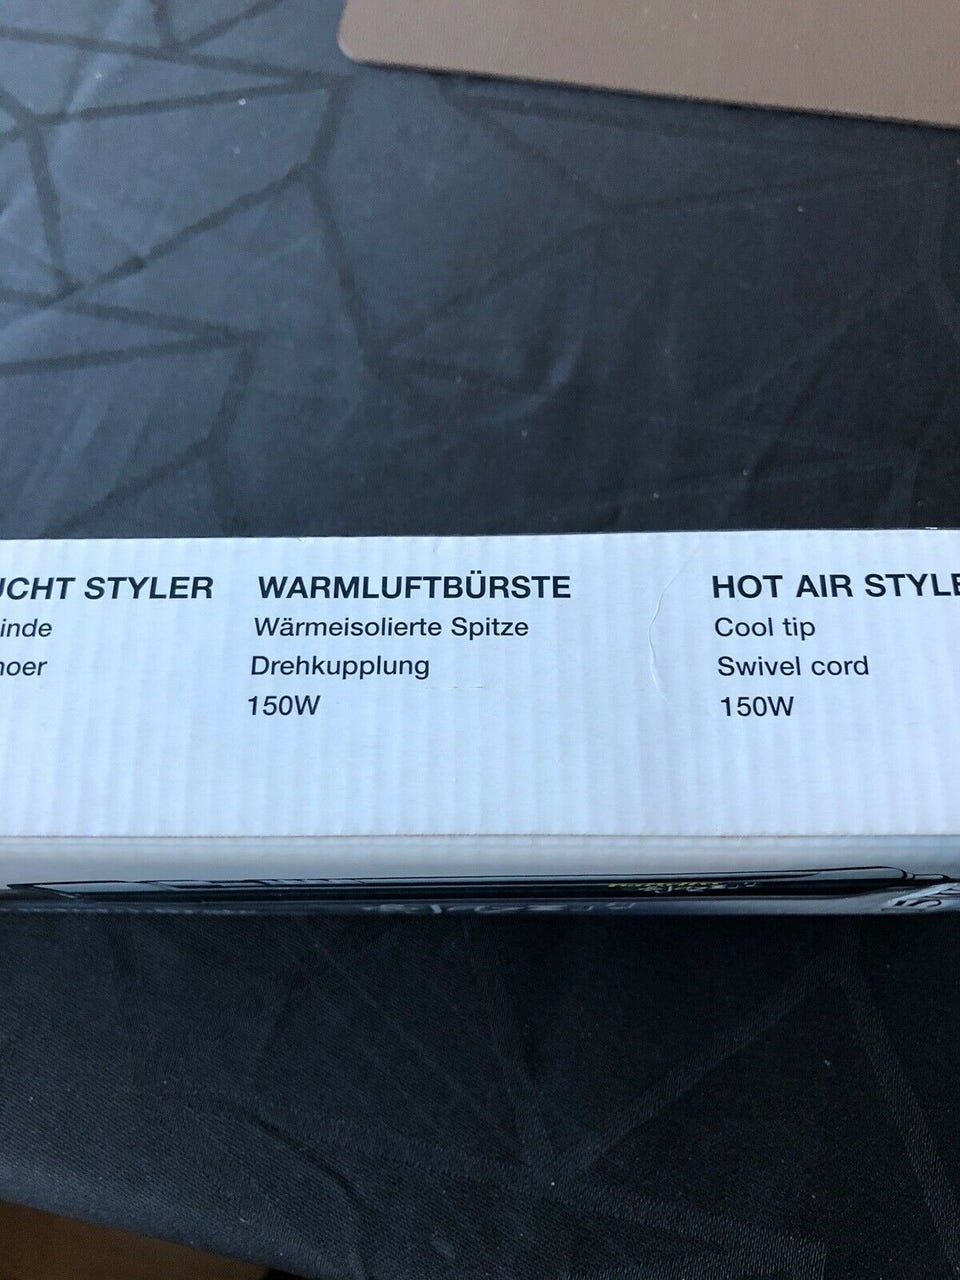 UCHT STYLER
inde
noer
WARMLUFTBÜRSTE
Wärmeisolierte Spitze
Drehkupplung
150W
HOT AIR STYLE
Cool tip
Swivel cord
150W